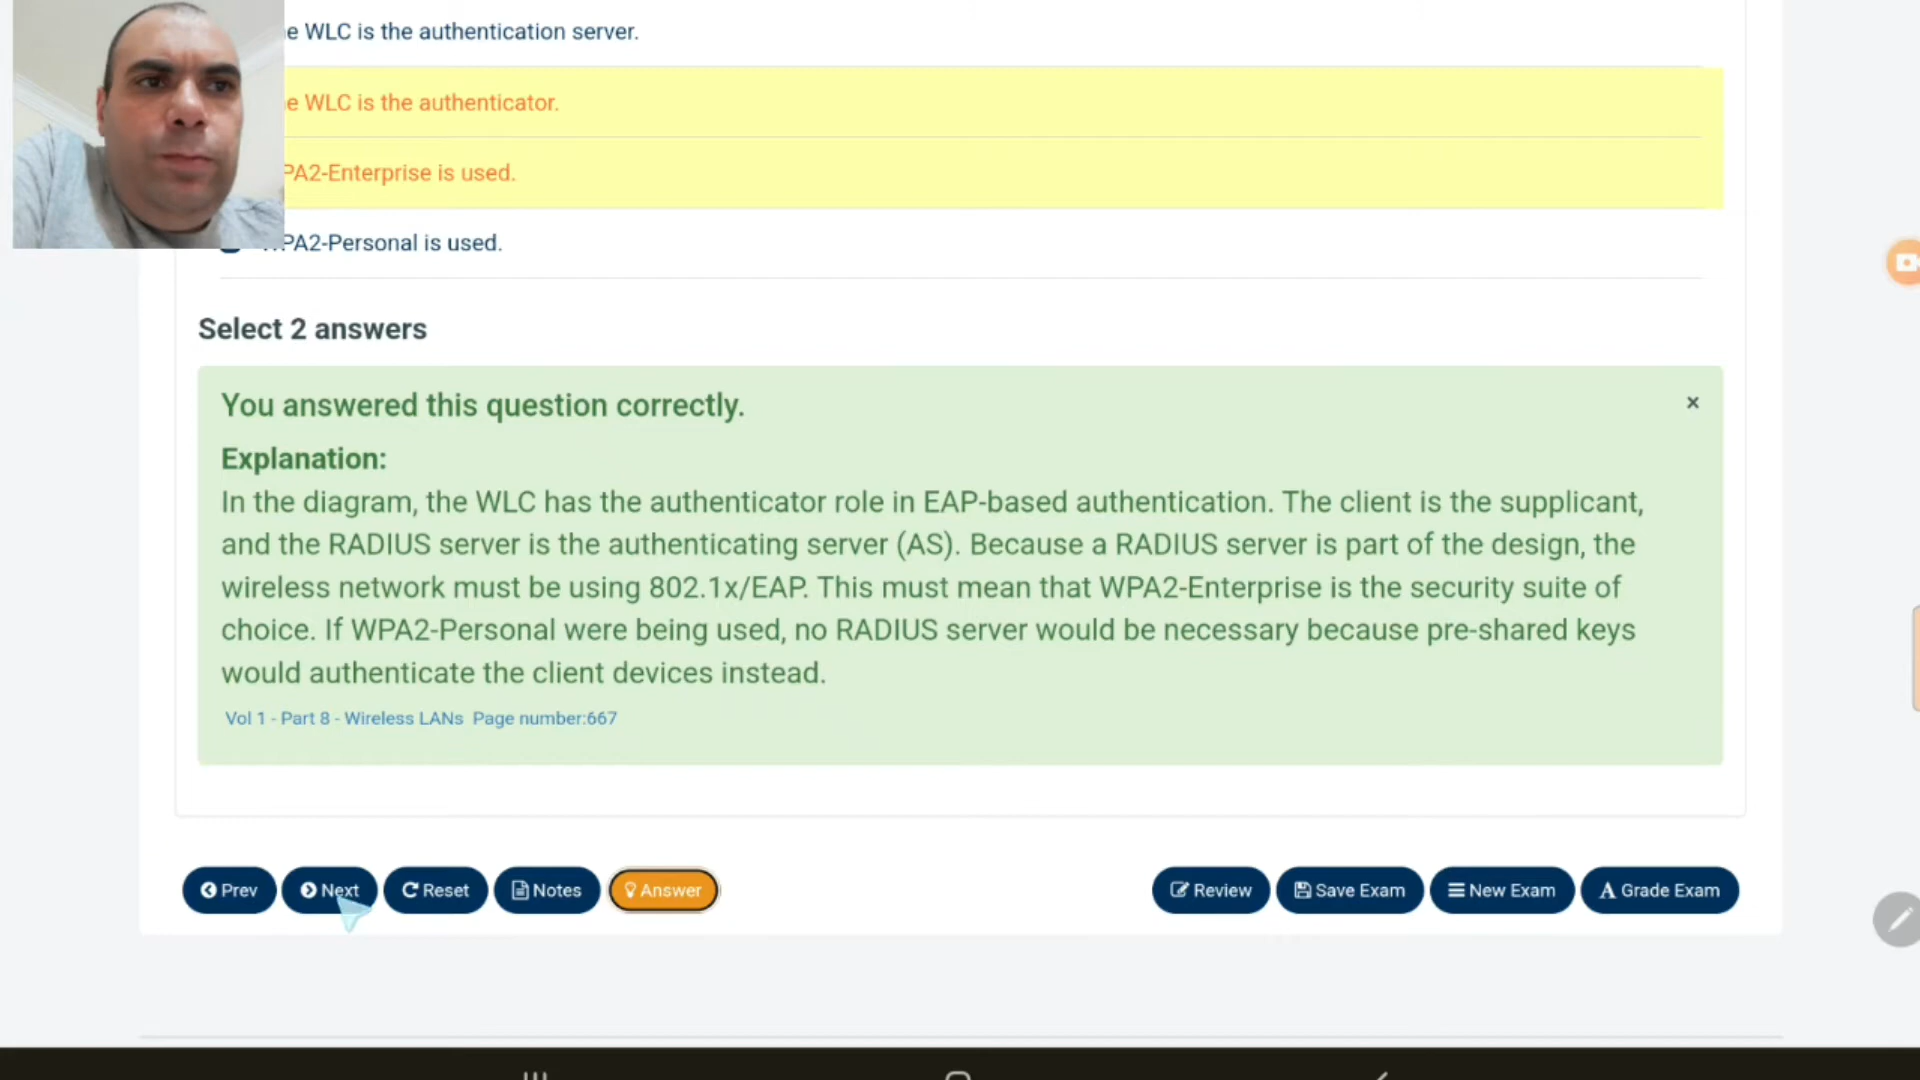 e WLC is the authentication server.
e WLC is the authenticator.
PA2-Enterprise is used.
PA2-Personal is used.
Select 2 answers
You answered this question correctly.
×
Explanation:
In the diagram, the WLC has the authenticator role in EAP-based authentication. The client is the supplicant,
and the RADIUS server is the authenticating server (AS). Because a RADIUS server is part of the design, the
wireless network must be using 802.1x/EAP. This must mean that WPA2-Enterprise is the security suite of
choice. If WPA2-Personal were being used, no RADIUS server would be necessary because pre-shared keys
would authenticate the client devices instead.
Vol 1 - Part 8 - Wireless LANs Page number:667
Prev Next Reset Notes Answer Review Save Exam New Exam Grade Exam